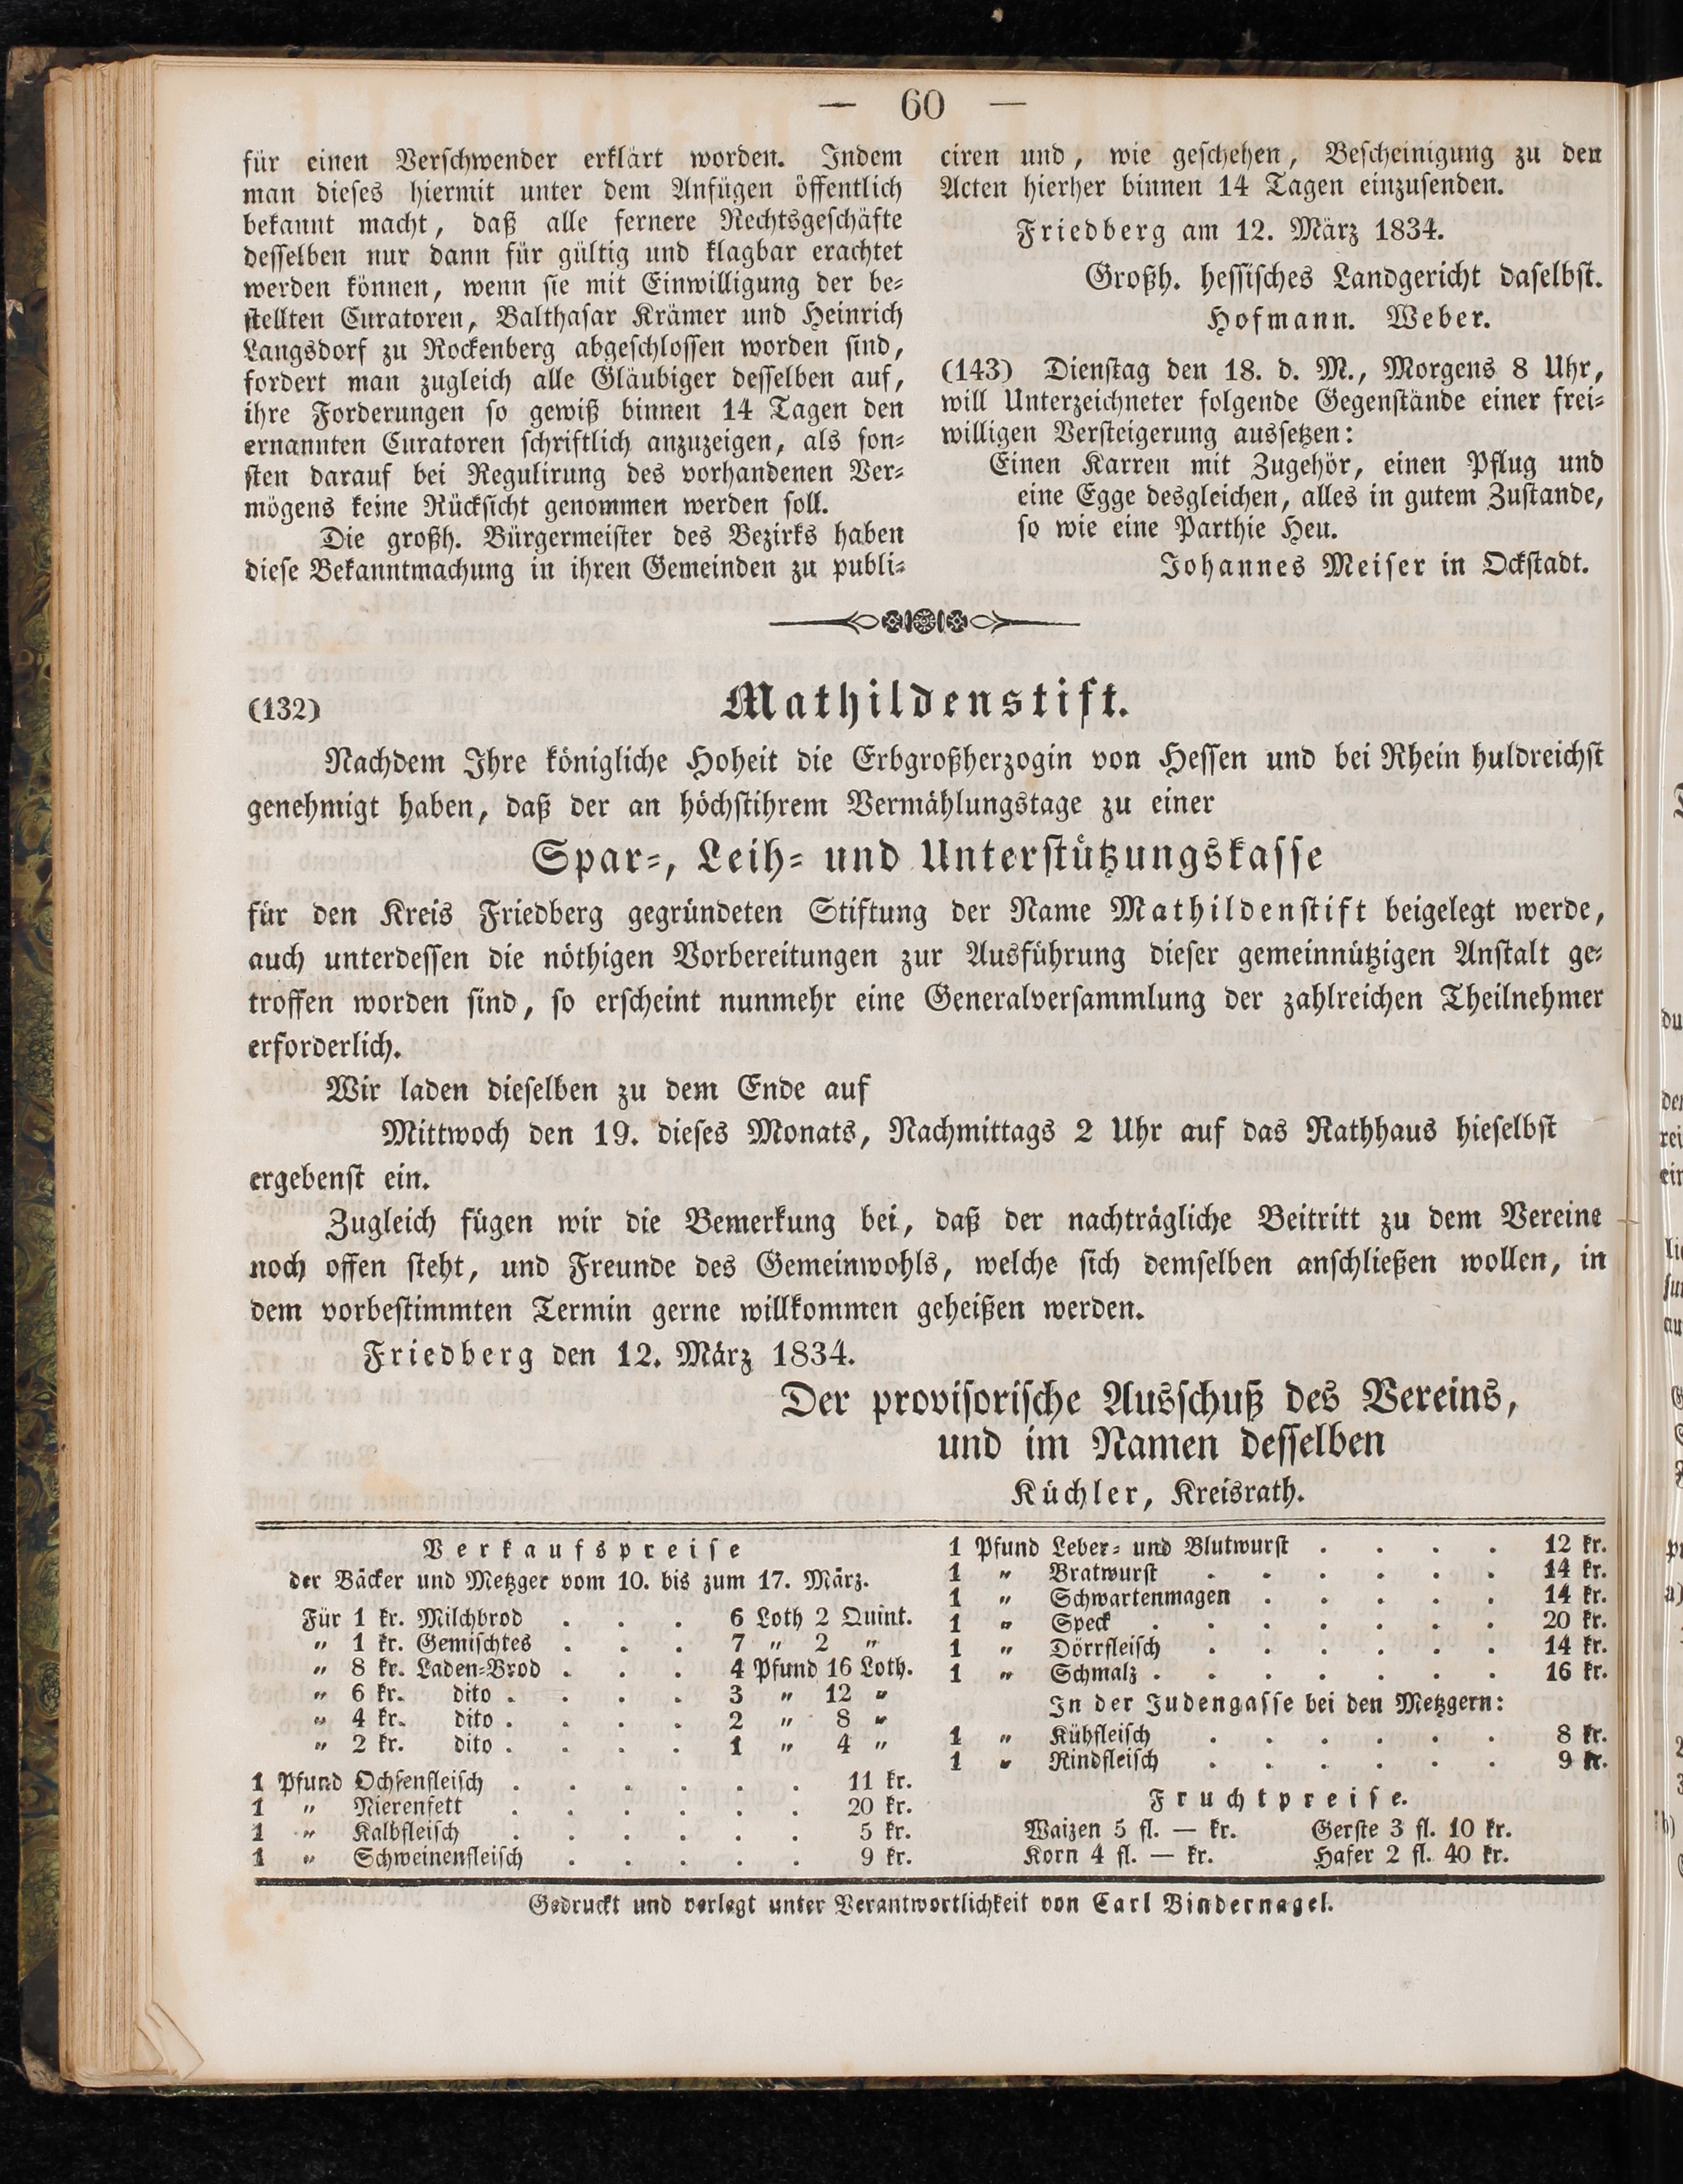 — 60 —
für einen Verschwender erklärt worden. Indem
man dieses hiermit unter dem Anfügen öffentlich
bekannt macht, daß alle fernere Rechtsgeschäfte
desselben nur dann für gültig und klagbar erachtet
werden können, wenn sie mit Einwilligung der be-
stellten Curatoren, Balthasar Krämer und Heinrich
Langsdorf zu Rockenberg abgeschlossen worden sind,
fordert man zugleich alle Gläubiger desselben auf,
ihre Forderungen so gewiß binnen 14 Tagen den
ernannten Curatoren schriftlich anzuzeigen, als son-
sten darauf bei Regulirung des vorhandenen Ver-
mögens keine Rücksicht genommen werden soll.
Die großh. Bürgermeister des Bezirks haben
diese Bekanntmachung in ihren Gemeinden zu publi-
ciren und, wie geschehen, Bescheinigung zu den
Acten hierher binnen 14 Tagen einzusenden.
Friedberg am 12. März 1834.
Großh. hessisches Landgericht daselbst.
Hofmann. Weber.
(143) Dienstag den 18. d. M., Morgens 8 Uhr,
will Unterzeichneter folgende Gegenstände einer frei-
willigen Versteigerung aussetzen:
Einen Karren mit Zugehör, einen Pflug und
eine Egge desgleichen, alles in gutem Zustande,
so wie eine Parthie Heu.
Johannes Meiser in Ockstadt.
(132) Mathildenstift.
Nachdem Ihre königliche Hoheit die Erbgroßherzogin von Hessen und bei Rhein huldreichst
genehmigt haben, daß der an höchstihrem Vermählungstage zu einer
Spar-, Leih- und Unterstützungskasse
für den Kreis Friedberg gegründeten Stiftung der Name Mathildenstift beigelegt werde,
auch unterdessen die nöthigen Vorbereitungen zur Ausführung dieser gemeinnützigen Anstalt ge-
troffen worden sind, so erscheint nunmehr eine Generalversammlung der zahlreichen Theilnehmer
erforderlich.
Wir laden dieselben zu dem Ende auf
Mittwoch den 19. dieses Monats, Nachmittags 2 Uhr auf das Rathhaus hieselbst
ergebenst ein.
Zugleich fügen wir die Bemerkung bei, daß der nachträgliche Beitritt zu dem Vereine
noch offen steht, und Freunde des Gemeinwohls, welche sich demselben anschließen wollen, in
dem vorbestimmten Termin gerne willkommen geheißen werden.
Friedberg den 12. März 1834.
Der provisorische Ausschuß des Vereins,
und im Namen desselben
Küchler, Kreisrath.
Verkaufspreise
der Bäcker und Metzger vom 10. bis zum 17. März.
Für 1 kr. Milchbrod . . . 6 Loth 2 Quint.
„ 1 kr. Gemischtes . . . 7 „ 2 „
„ 8 kr. Laden-Brod . . . 4 Pfund 16 Loth.
„ 6 kr. dito . . . . 3 „ 12 „
„ 4 kr. dito . . . . 2 „ 8 „
„ 2 kr. dito . . . . 1 „ 4 „
1 Pfund Ochsenfleisch . . . . . . 11 kr.
1 „ Nierenfett . . . . . . 20 kr.
1 „ Kalbfleisch . . . . . . 5 kr.
1 „ Schweinenfleisch . . . . . 9 kr.
1 Pfund Leber- und Blutwurst . . . . 12 kr.
1 „ Bratwurst . . . . . . 14 kr.
1 „ Schwartenmagen . . . . . 14 kr.
1 „ Speck . . . . . . . 20 kr.
1 „ Dörrfleisch . . . . . . 14 kr.
1 „ Schmalz . . . . . . . 16 kr.
In der Judengasse bei den Metzgern:
1 „ Kühfleisch . . . . . . 8 kr.
1 „ Rindfleisch . . . . . . 9 kr.
Fruchtpreise.
Waizen 5 fl. — kr. Gerste 3 fl. 10 kr.
Korn 4 fl. — kr. Hafer 2 fl. 40 kr.
Gedruckt und verlegt unter Verantwortlichkeit von Carl Bindernagel.